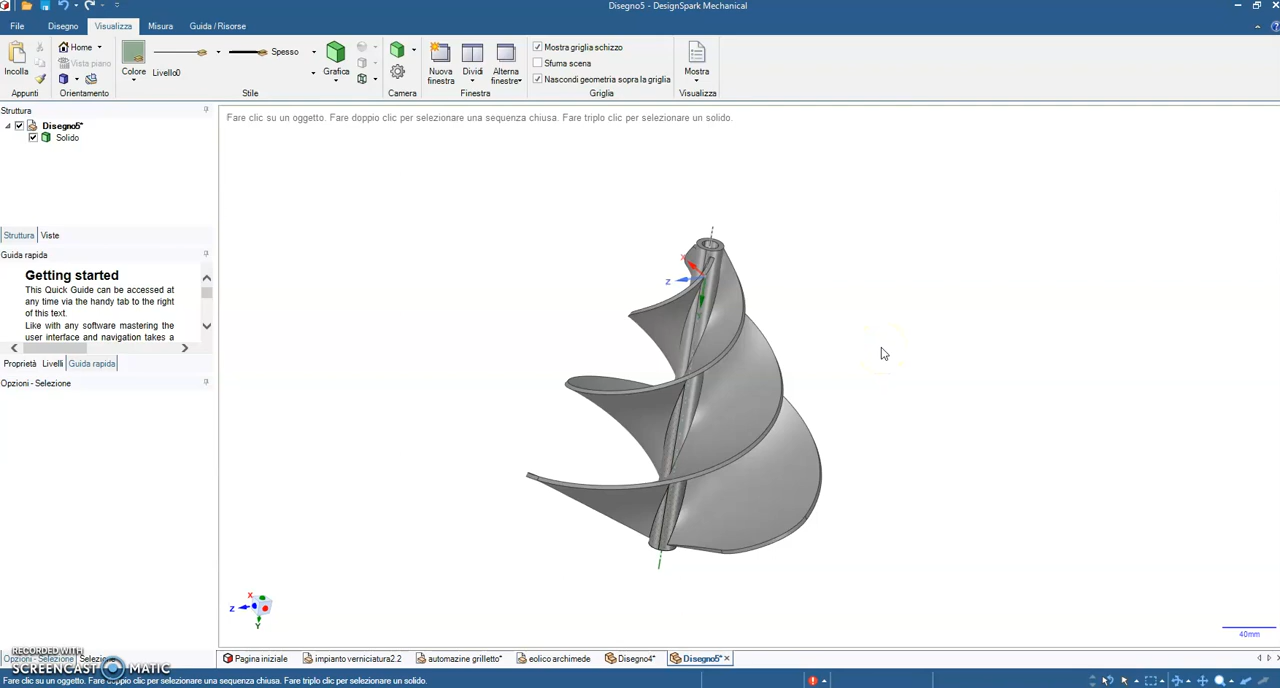 Disegno5 - DesignSpark Mechanical
File Disegno Visualizza Misura Guida / Risorse
Incolla
Appunti
Home
Vista piano
Orientamento
Colore
Livello0
Spesso
Stile
Grafica
Camera
Nuova finestra
Dividi
Alterna finestre
Finestra
Mostra griglia schizzo
Sfuma scena
Nascondi geometria sopra la griglia
Griglia
Mostra
Visualizza
Struttura
Disegno5*
Solido
Struttura Viste
Guida rapida
Getting started
This Quick Guide can be accessed
at any time via the handy tab to the right
of this text.
Like with any software mastering the
user interface and navigation takes a
Proprietà Livelli Guida rapida
Opzioni - Selezione
Fare clic su un oggetto. Fare doppio clic per selezionare una sequenza chiusa. Fare triplo clic per selezionare un solido.
X
Z
X
Z
Y
40mm
RECORDED WITH
SCREENCAST MATIC
Opzioni - Selezione Selezione
Pagina iniziale impianto verniciatura2.2 automazine grilletto* eolico archimede Disegno4* Disegno5*
Fare clic su un oggetto. Fare doppio clic per selezionare una sequenza chiusa. Fare triplo clic per selezionare un solido.